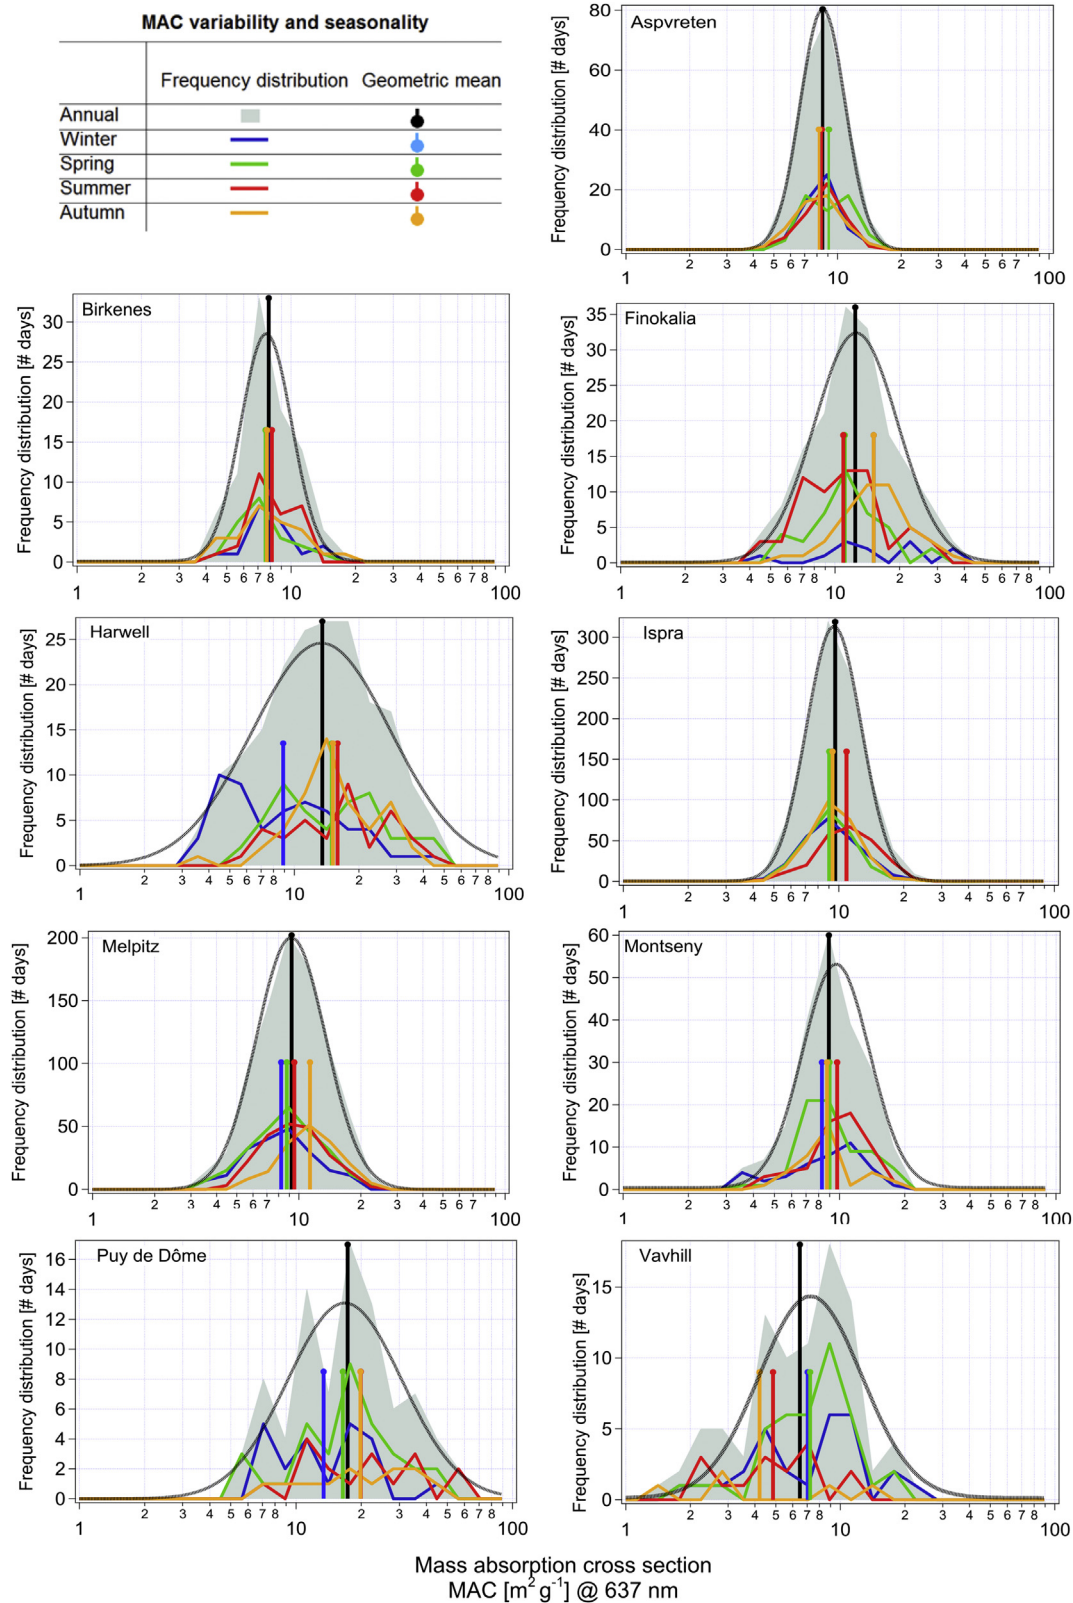 MAC variability and seasonality
Frequency distribution Geometric mean
Annual
Winter
Spring
Summer
Autumn
Aspvreten
Frequency distribution [# days]
80
60
40
20
0
1 2 3 4 5 6 7 10 2 3 4 5 6 7 100
Birkenes
Frequency distribution [# days]
30
25
20
15
10
5
0
2 3 4 5 6 7 8 2 3 4 5 6 7 8
1 10 100
Finokalia
Frequency distribution [# days]
35
30
25
20
15
10
5
0
2 3 4 5 6 7 8 2 3 4 5 6 7 8
1 10 100
Harwell
Frequency distribution [# days]
25
20
15
10
5
0
2 3 4 5 6 7 8 2 3 4 5 6 7 8
1 10 100
Ispra
Frequency distribution [# days]
300
250
200
150
100
50
0
2 3 4 5 6 7 2 3 4 5 6 7
1 10 100
Melpitz
Frequency distribution [# days]
200
150
100
50
0
2 3 4 5 6 7 2 3 4 5 6 7
1 10 100
Montseny
Frequency distribution [# days]
60
50
40
30
20
10
0
2 3 4 5 6 7 8 2 3 4 5 6 7 8
1 10 100
Puy de Dôme
Frequency distribution [# days]
16
14
12
10
8
6
4
2
0
2 3 4 5 6 7 8 2 3 4 5 6 7 8
1 10 100
Vavhill
Frequency distribution [# days]
15
10
5
0
2 3 4 5 6 7 8 2 3 4 5 6 7 8
1 10 100
Mass absorption cross section
MAC [m² g⁻¹] @ 637 nm